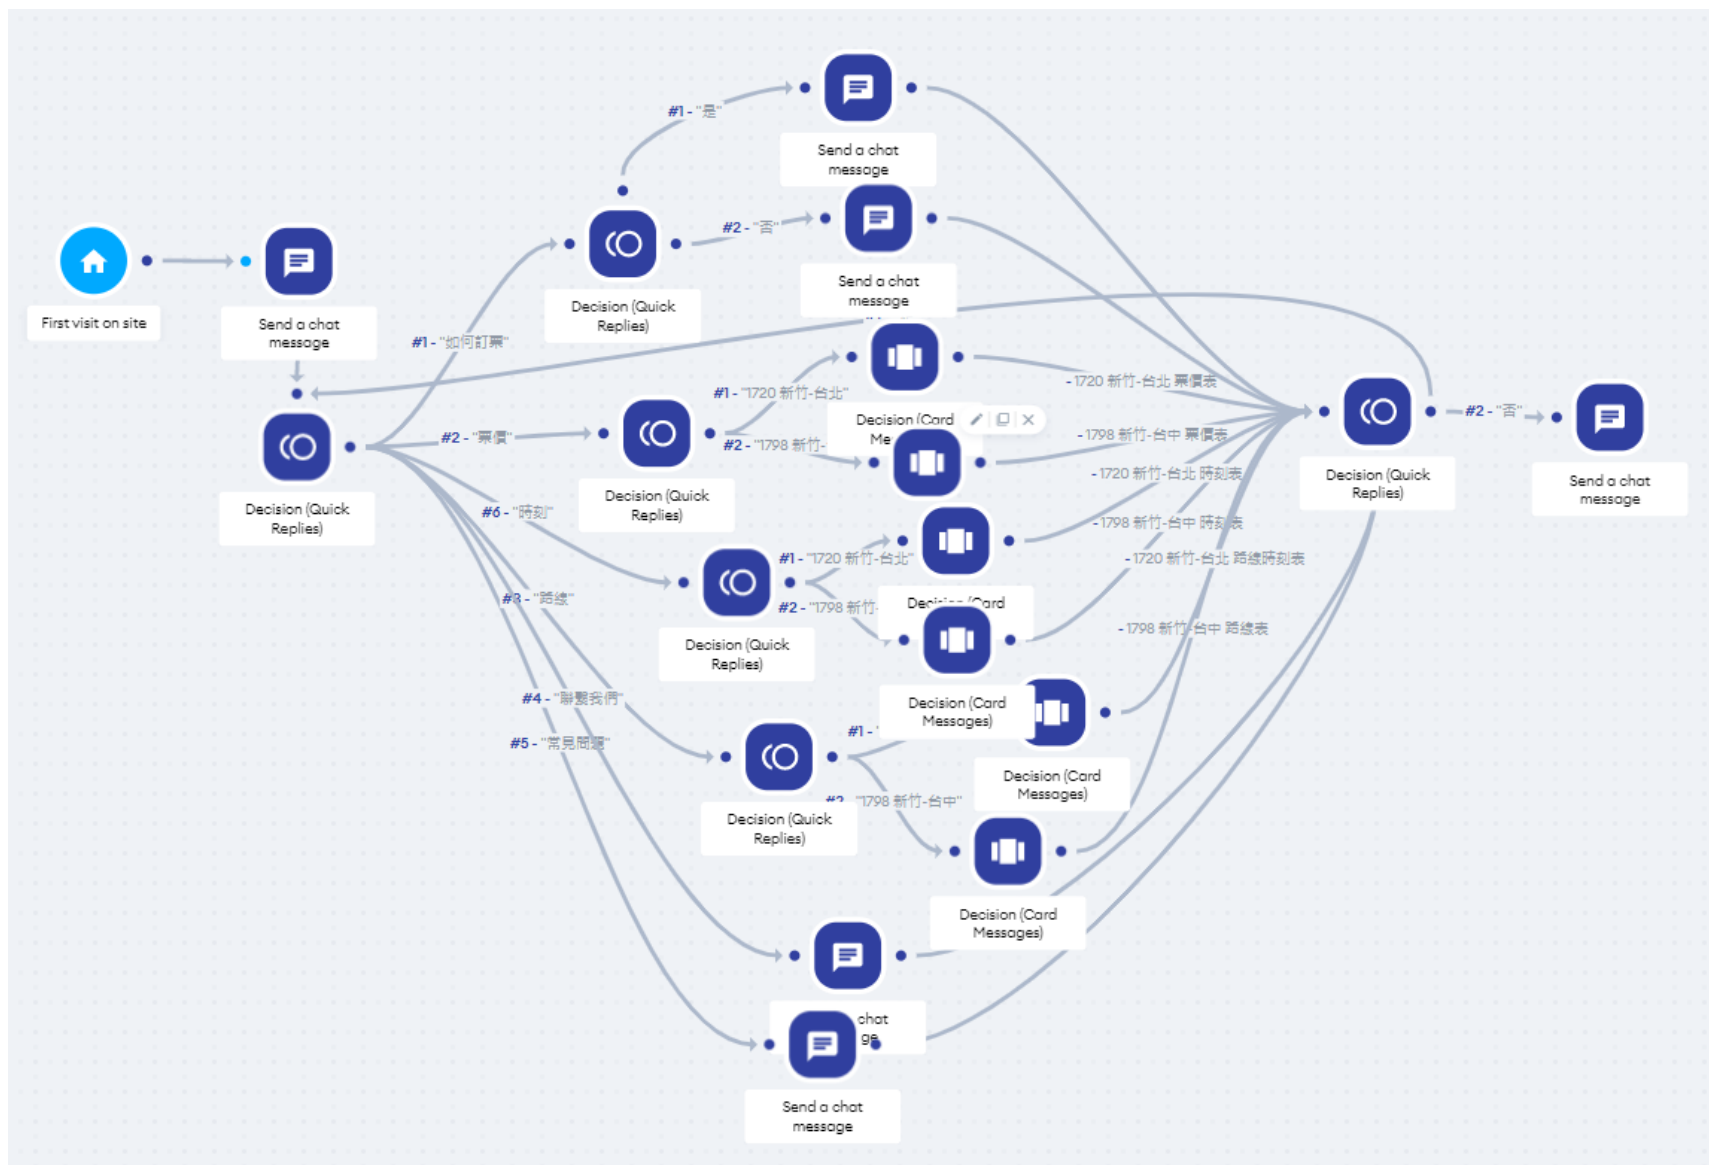 #1 - "是"
Send a chat
message
#2 - "否"
Send a chat
message
First visit on site
Send a chat
message
Decision (Quick
Replies)
#1 - "如何訂票"
#1 - "1720 新竹-台北"
- 1720 新竹-台北 票價表
Decision (Card
#2 - "票價"
#2 - "1798 新竹-
- 1798 新竹-台中 票價表
#2 - "否"
Decision (Quick
Replies)
Send a chat
message
Decision (Quick
Replies)
Decision (Quick
Replies)
- 1720 新竹-台北 時刻表
#6 - "時刻"
- 1798 新竹-台中 時刻表
#1 - "1720 新竹-台北"
- 1720 新竹-台北 路線時刻表
#3 - "路線"
#2 - "1798 新竹-
Decision (Card
- 1798 新竹-台中 路線表
Decision (Quick
Replies)
#4 - "聯繫我們"
Decision (Card
Messages)
#5 - "常見問題"
#1 - "
Decision (Card
Messages)
#2 - "1798 新竹-台中"
Decision (Quick
Replies)
Decision (Card
Messages)
chat
ge
Send a chat
message